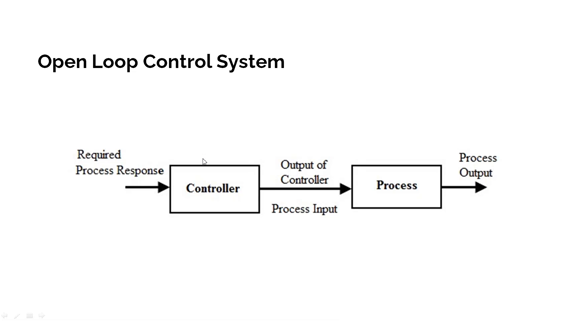 Open Loop Control System
Required
Process Response
Controller
Output of
Controller
Process Input
Process
Process
Output